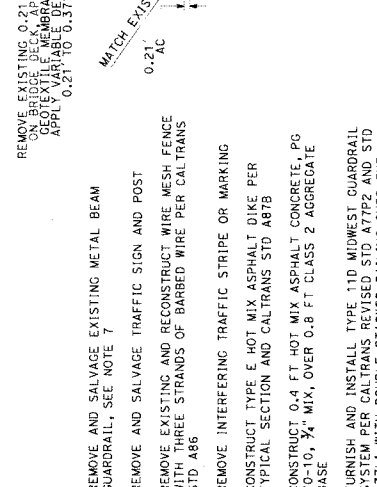 REMOVE EXISTING 0.21
ON BRIDGE DECK, AP
GEOTEXTILE MEMBRA
APPLY VARIABLE DE
0.21 TO 0.37
MATCH EXIS
0.21'
AC
REMOVE AND SALVAGE EXISTING METAL BEAM
GUARDRAIL, SEE NOTE 7
REMOVE AND SALVAGE TRAFFIC SIGN AND POST
REMOVE EXISTING AND RECONSTRUCT WIRE MESH FENCE
WITH THREE STRANDS OF BARBED WIRE PER CALTRANS
STD A86
REMOVE INTERFERING TRAFFIC STRIPE OR MARKING
CONSTRUCT TYPE E HOT MIX ASPHALT DIKE PER
TYPICAL SECTION AND CALTRANS STD A87B
CONSTRUCT 0.4 FT HOT MIX ASPHALT CONCRETE, PG
70-10, ¾" MIX, OVER 0.8 FT CLASS 2 AGGREGATE
BASE
FURNISH AND INSTALL TYPE 11D MIDWEST GUARDRAIL
SYSTEM PER CALTRANS REVISED STD A77P2 AND STD